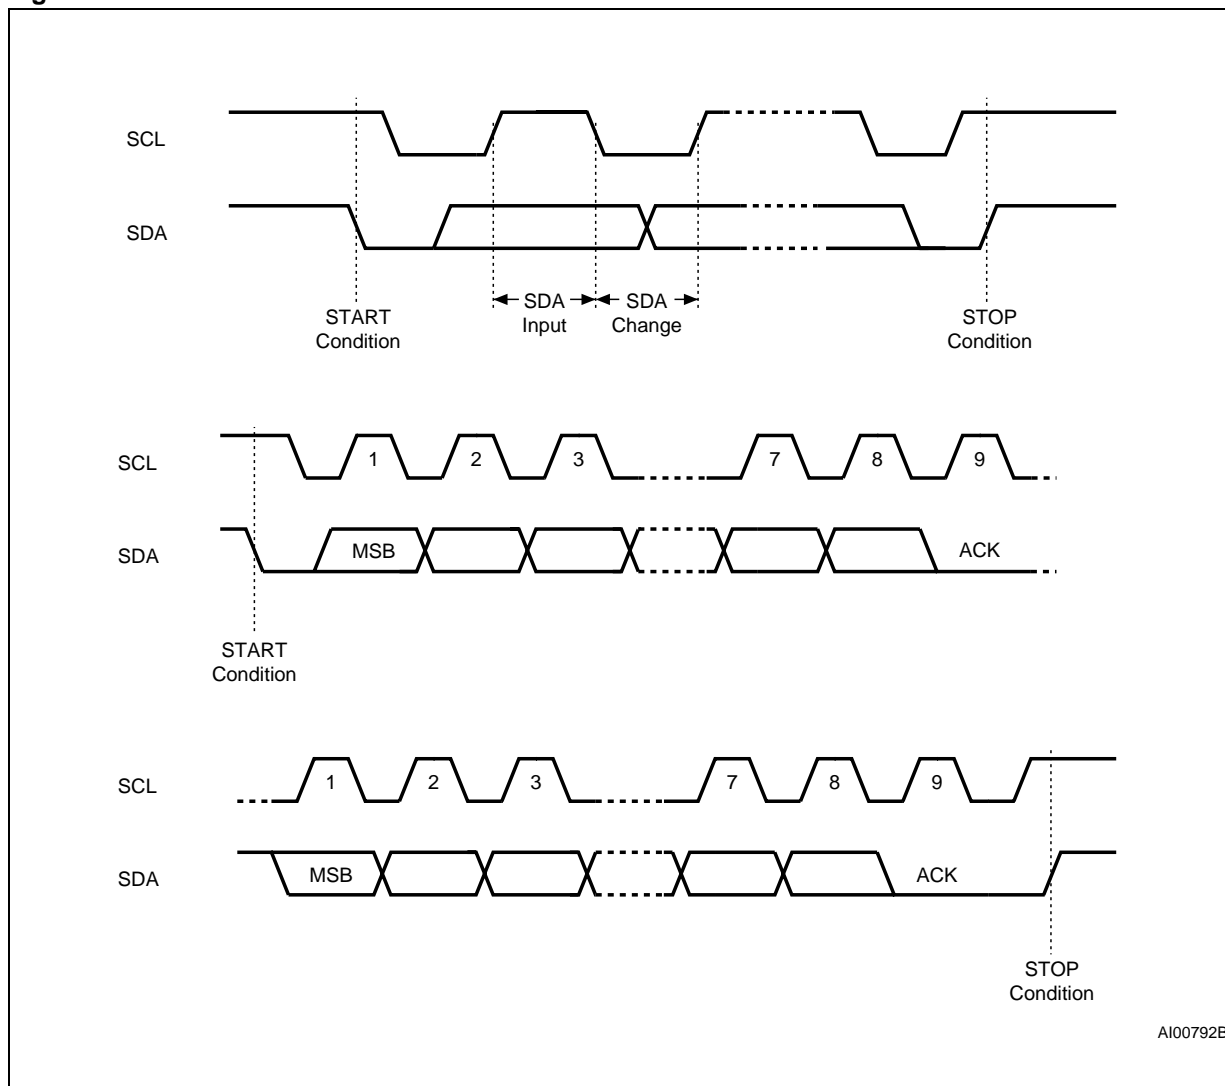 SCL
SDA
SDA
Input
SDA
Change
START
Condition
STOP
Condition
SCL
1
2
3
7
8
9
SDA
MSB
ACK
START
Condition
SCL
1
2
3
7
8
9
SDA
MSB
ACK
STOP
Condition
AI00792B